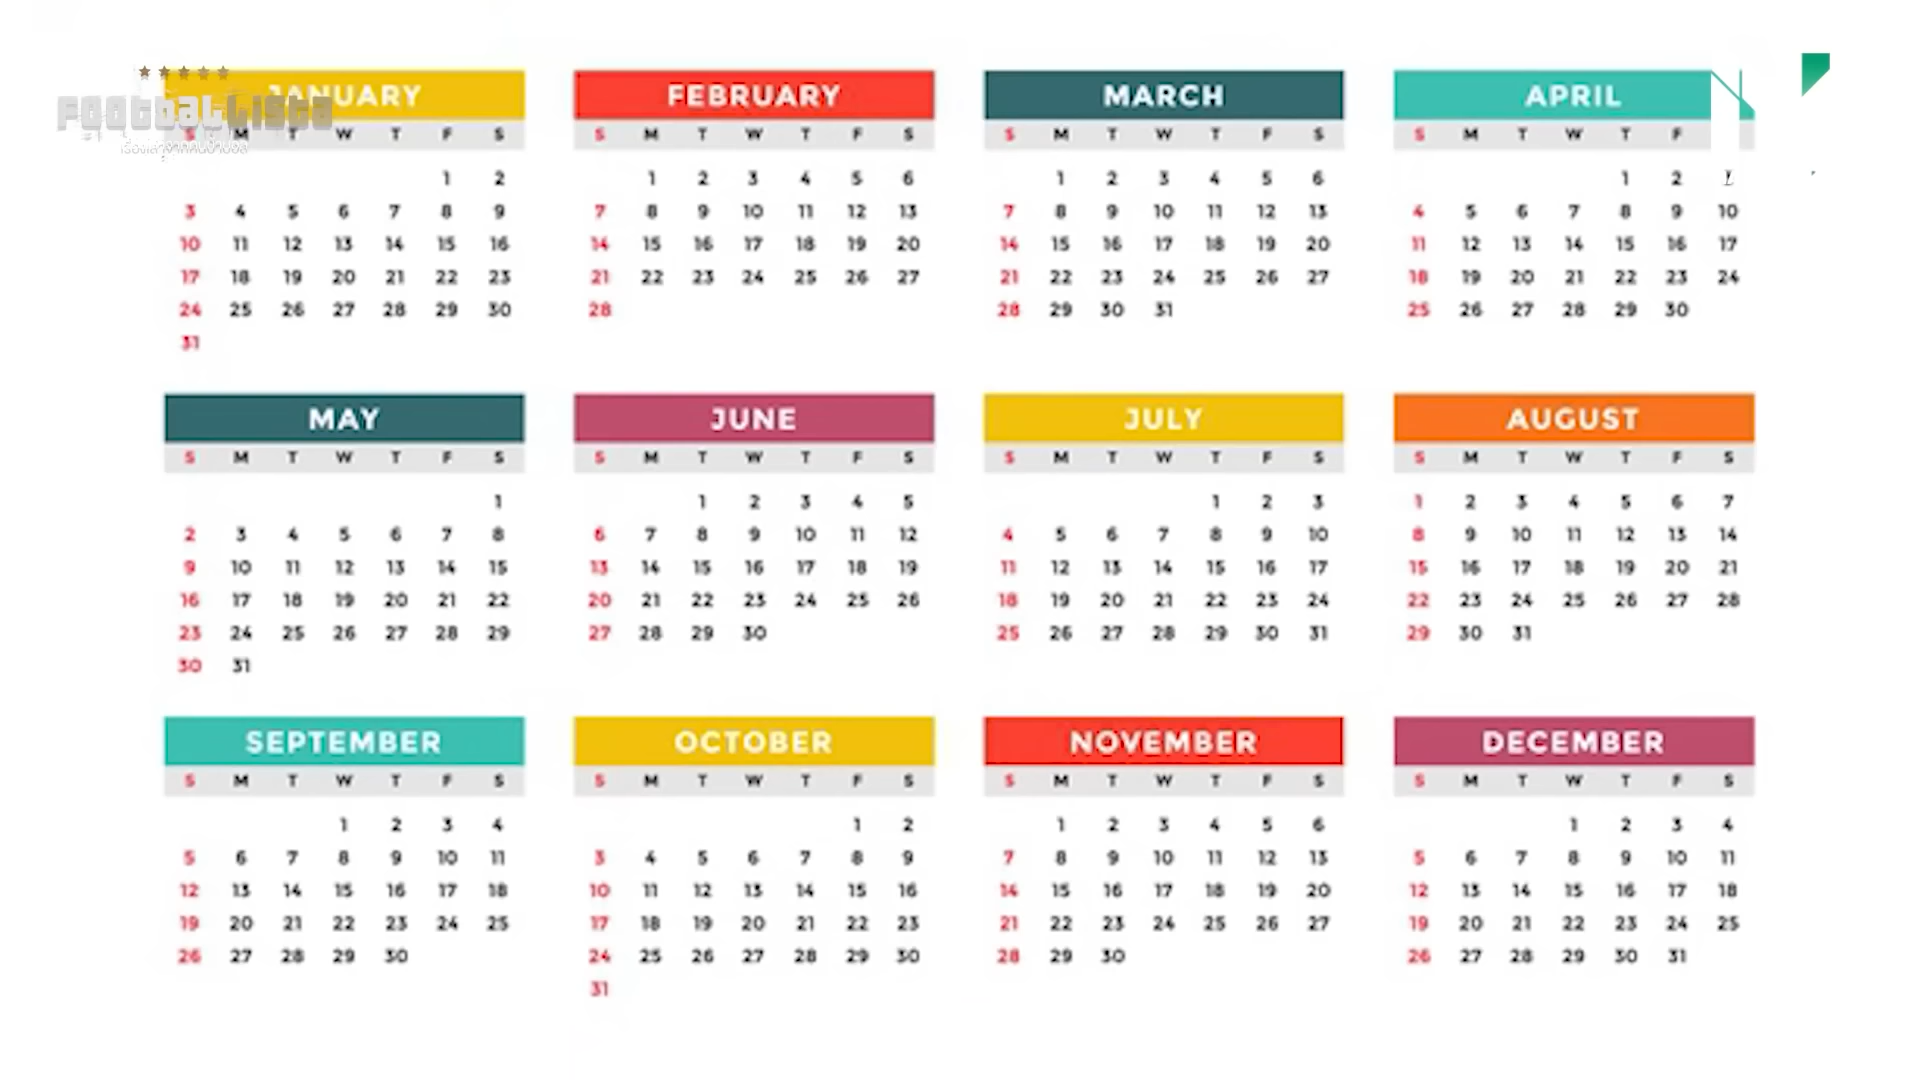 Footballista
JANUARY FEBRUARY MARCH APRIL
S M T W T F S S M T W T F S S M T W T F S S M T W T F
1 2 1 2 3 4 5 6 1 2 3 4 5 6 1 2
3 4 5 6 7 8 9 7 8 9 10 11 12 13 7 8 9 10 11 12 13 4 5 6 7 8 9 10
10 11 12 13 14 15 16 14 15 16 17 18 19 20 14 15 16 17 18 19 20 11 12 13 14 15 16 17
17 18 19 20 21 22 23 21 22 23 24 25 26 27 21 22 23 24 25 26 27 18 19 20 21 22 23 24
24 25 26 27 28 29 30 28 28 29 30 31 25 26 27 28 29 30
31
MAY JUNE JULY AUGUST
S M T W T F S S M T W T F S S M T W T F S S M T W T F S
1 1 2 3 4 5 1 2 3 1 2 3 4 5 6 7
2 3 4 5 6 7 8 6 7 8 9 10 11 12 4 5 6 7 8 9 10 8 9 10 11 12 13 14
9 10 11 12 13 14 15 13 14 15 16 17 18 19 11 12 13 14 15 16 17 15 16 17 18 19 20 21
16 17 18 19 20 21 22 20 21 22 23 24 25 26 18 19 20 21 22 23 24 22 23 24 25 26 27 28
23 24 25 26 27 28 29 27 28 29 30 25 26 27 28 29 30 31 29 30 31
30 31
SEPTEMBER OCTOBER NOVEMBER DECEMBER
S M T W T F S S M T W T F S S M T W T F S S M T W T F S
1 2 3 4 1 2 1 2 3 4 5 6 1 2 3 4
5 6 7 8 9 10 11 3 4 5 6 7 8 9 7 8 9 10 11 12 13 5 6 7 8 9 10 11
12 13 14 15 16 17 18 10 11 12 13 14 15 16 14 15 16 17 18 19 20 12 13 14 15 16 17 18
19 20 21 22 23 24 25 17 18 19 20 21 22 23 21 22 23 24 25 26 27 19 20 21 22 23 24 25
26 27 28 29 30 24 25 26 27 28 29 30 28 29 30 26 27 28 29 30 31
31